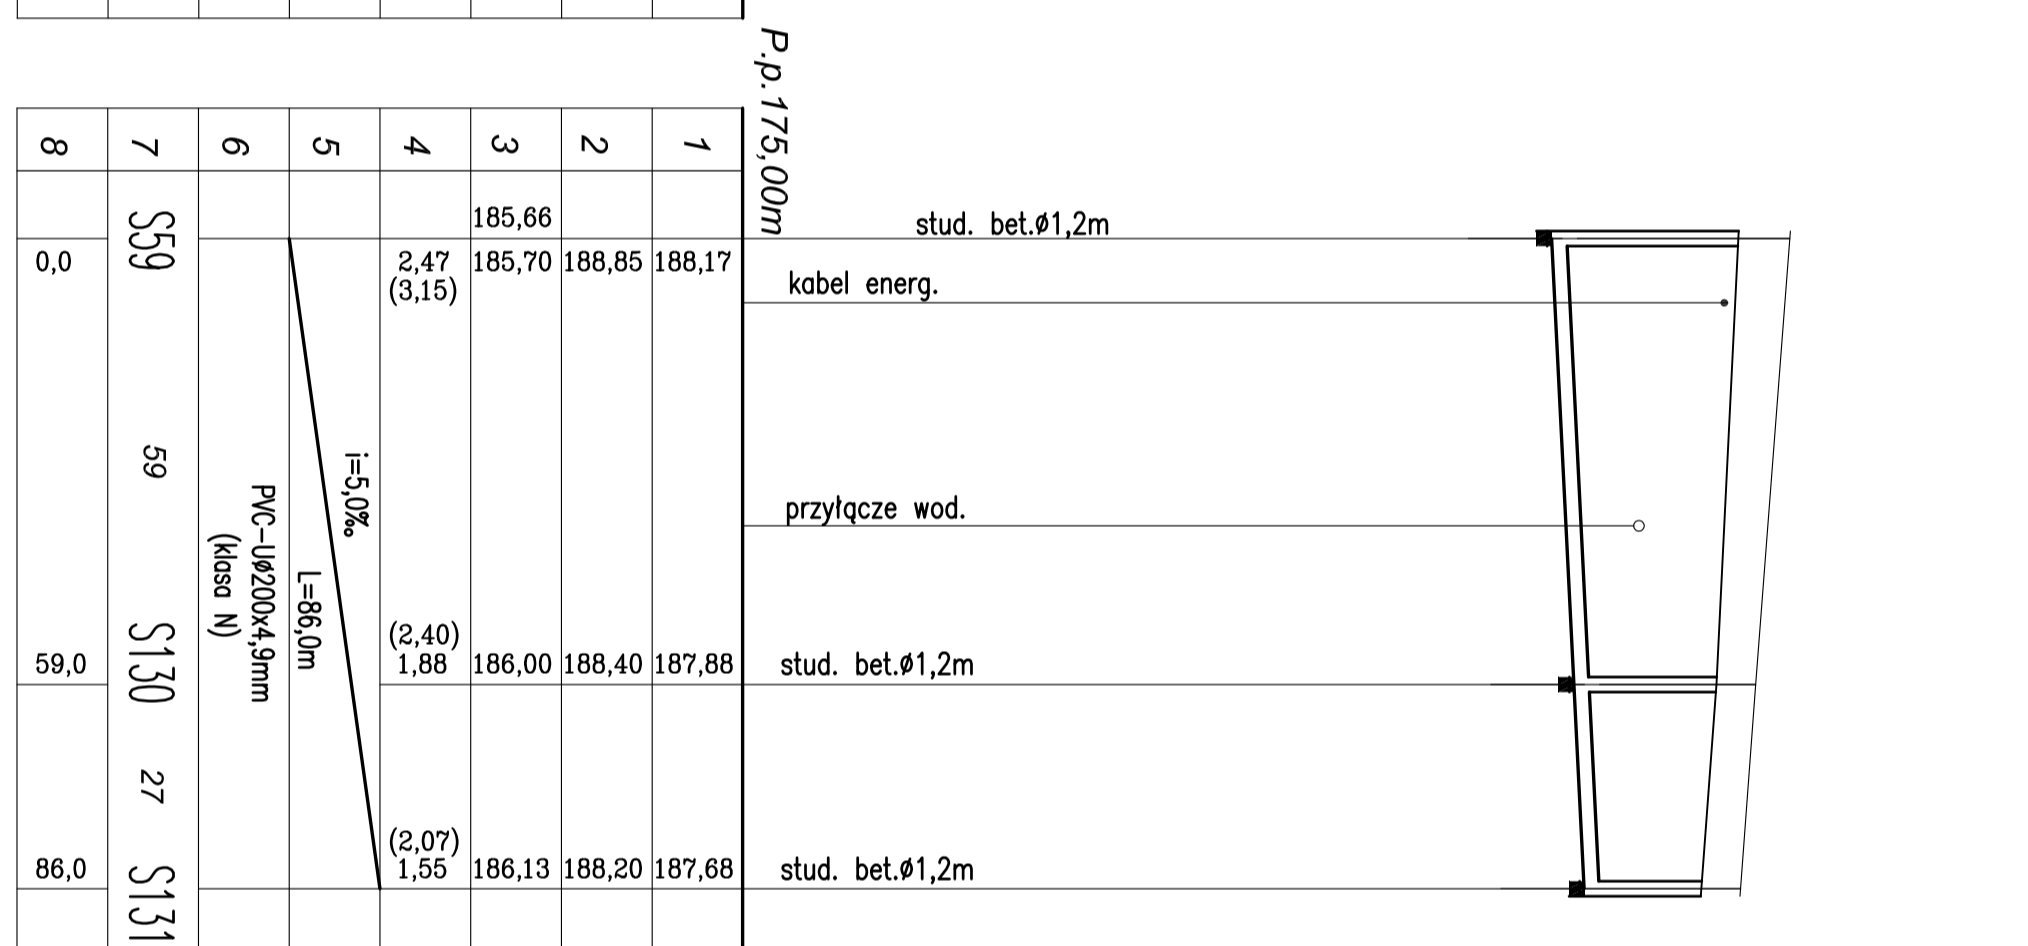 P.p.175,00m
8
7
6
5
4
3
2
1
185,66
stud. bet.ø1,2m
S59
0,0
2,47
185,70
188,85
188,17
(3,15)
kabel energ.
59
i=5,0‰
przyłącze wod.
PVC-Uø200x4,9mm
(klasa N)
L=86,0m
S130
(2,40)
59,0
1,88
186,00
188,40
187,88
stud. bet.ø1,2m
27
(2,07)
86,0
1,55
186,13
188,20
187,68
stud. bet.ø1,2m
S131